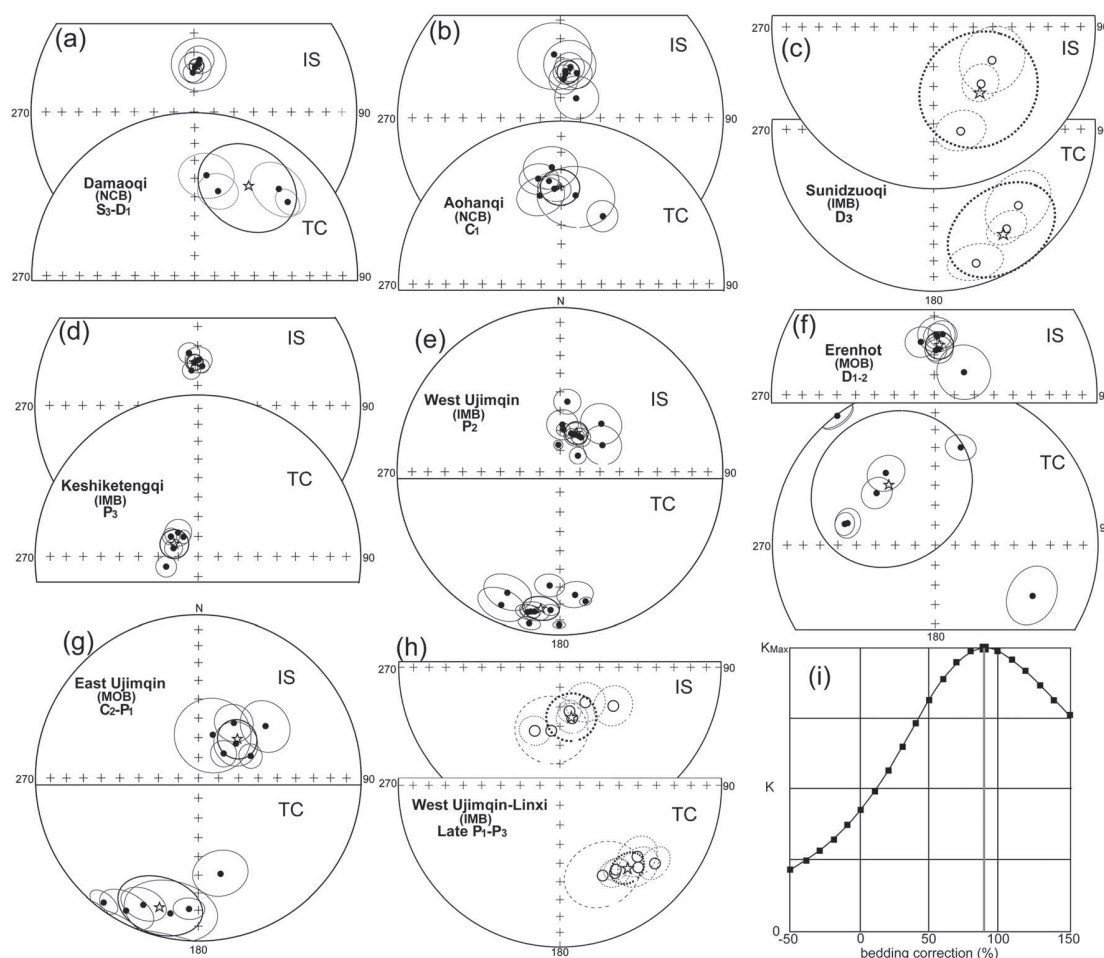 (a)
IS
270
90
Damaoqi
(NCB)
S3-D1
TC
270
90
(b)
IS
270
90
Aohanqi
(NCB)
C1
TC
270
90
(c)
270
90
IS
270
90
TC
Sunidzuoqi
(IMB)
D3
180
(d)
IS
270
90
Keshiketengqi
(IMB)
P3
TC
270
90
N
(e)
West Ujimqin
(IMB)
P2
IS
270
90
TC
180
(f)
IS
Erenhot
(MOB)
D1-2
270
TC
270
180
N
(g)
East Ujimqin
(MOB)
C2-P1
IS
270
90
TC
180
(h)
270
90
IS
270
90
West Ujimqin-Linxi
(IMB)
Late P1-P3
TC
180
KMax
(i)
K
0
-50
0
50
100
150
bedding correction (%)